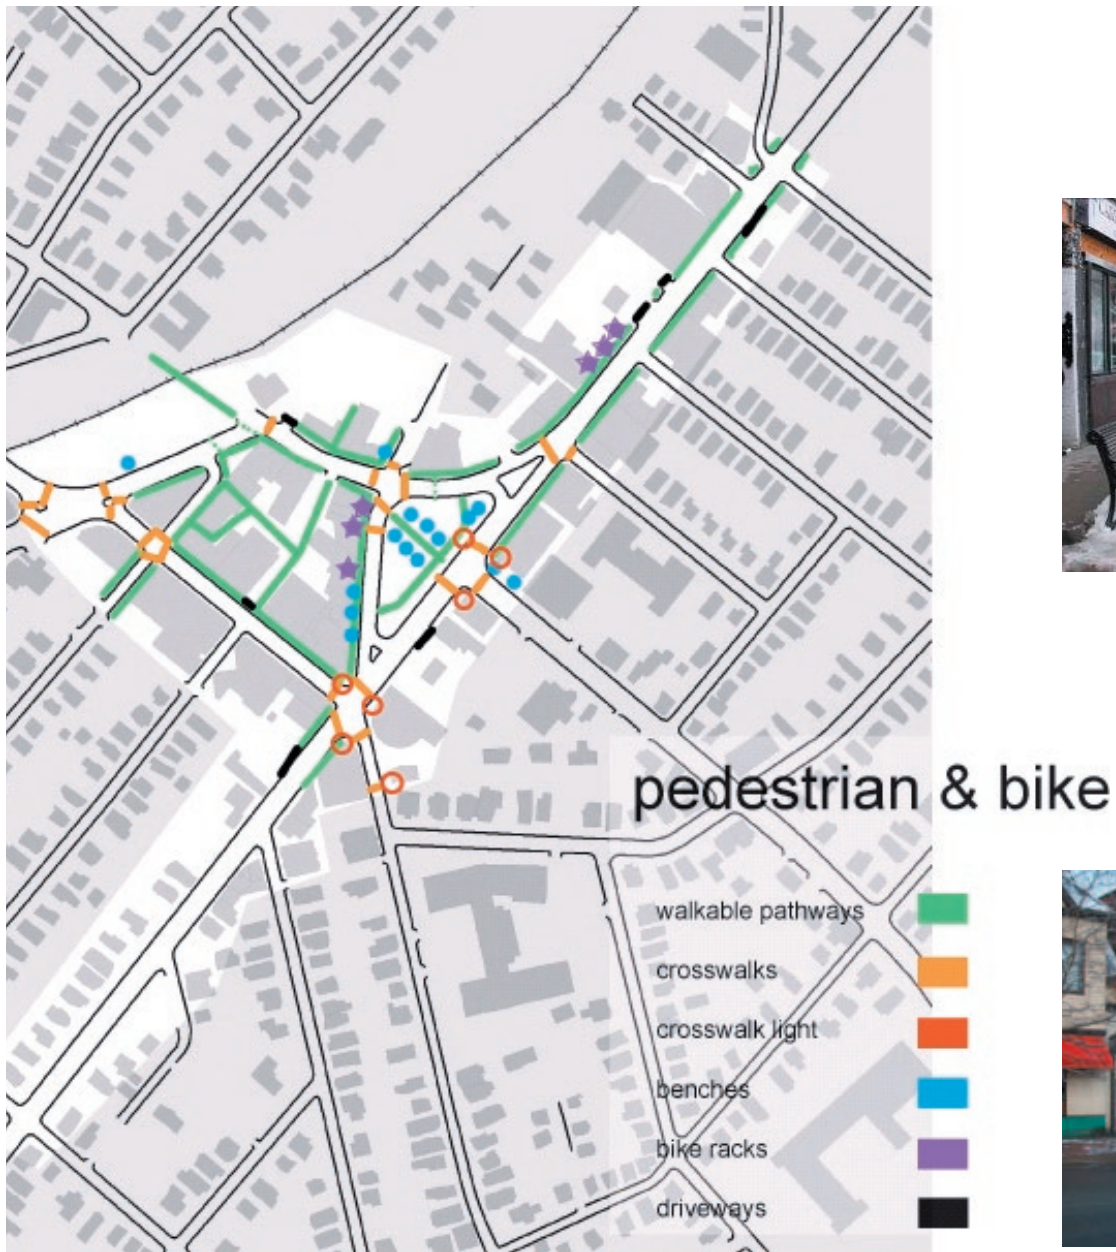 pedestrian & bike
walkable pathways
crosswalks
crosswalk light
benches
bike racks
driveways